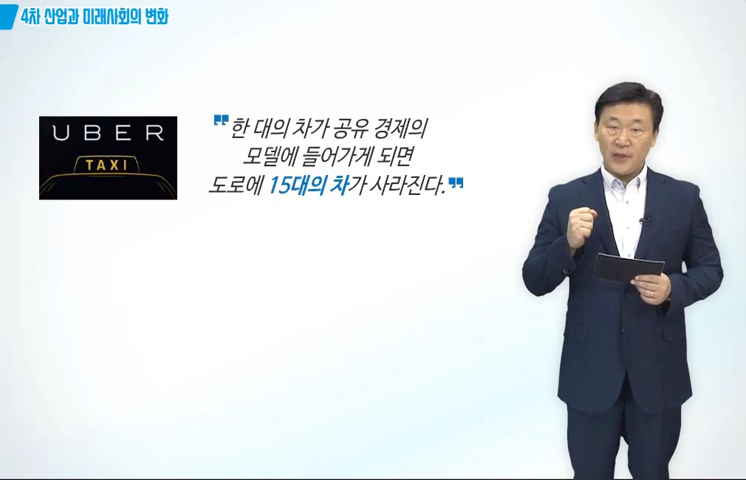 4차 산업과 미래사회의 변화
UBER
TAXI
"한 대의 차가 공유 경제의
모델에 들어가게 되면
도로에 15대의 차가 사라진다."